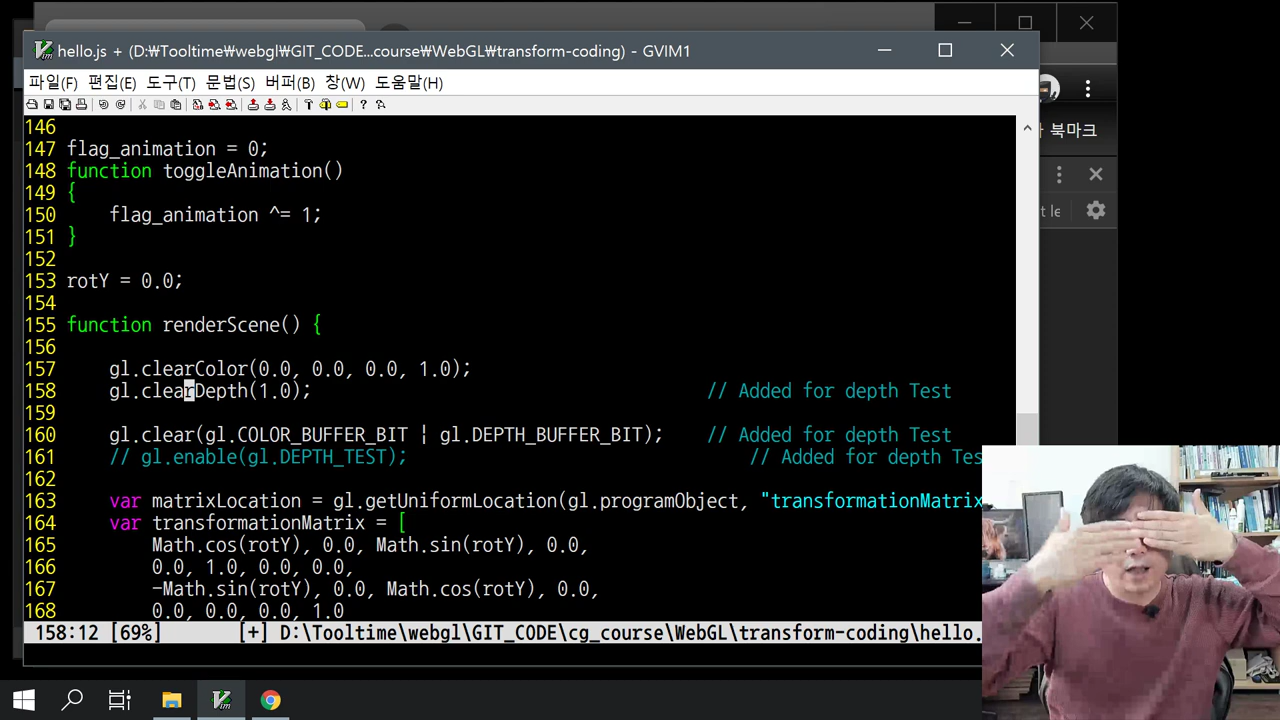 hello.js + (D:₩Tooltime₩webgl₩GIT_CODE...course₩WebGL₩transform-coding) - GVIM1
파일(F) 편집(E) 도구(T) 문법(S) 버퍼(B) 창(W) 도움말(H)
북마크
146
147 flag_animation = 0;
148 function toggleAnimation()
149 {
150     flag_animation ^= 1;
151 }
152
153 rotY = 0.0;
154
155 function renderScene() {
156
157     gl.clearColor(0.0, 0.0, 0.0, 1.0);
158     gl.clearDepth(1.0);                                     // Added for depth Test
159
160     gl.clear(gl.COLOR_BUFFER_BIT | gl.DEPTH_BUFFER_BIT);    // Added for depth Test
161     // gl.enable(gl.DEPTH_TEST);                                // Added for depth Tes
162
163     var matrixLocation = gl.getUniformLocation(gl.programObject, "transformationMatrix
164     var transformationMatrix = [
165         Math.cos(rotY), 0.0, Math.sin(rotY), 0.0,
166         0.0, 1.0, 0.0, 0.0,
167         -Math.sin(rotY), 0.0, Math.cos(rotY), 0.0,
168         0.0, 0.0, 0.0, 1.0
158:12 [69%] [+] D:\Tooltime\webgl\GIT_CODE\cg_course\WebGL\transform-coding\hello.